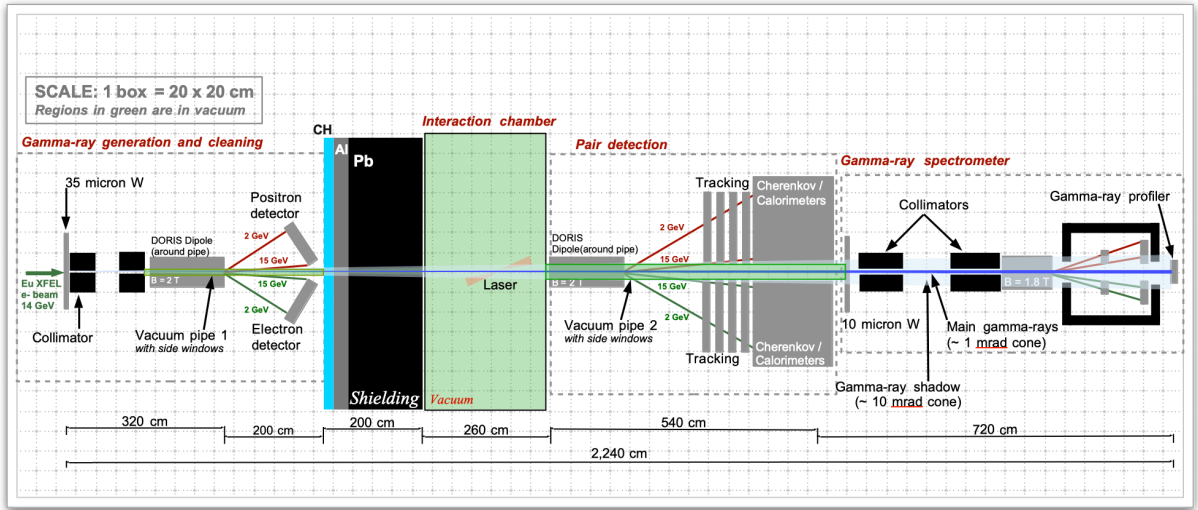 SCALE: 1 box = 20 x 20 cm
Regions in green are in vacuum
Gamma-ray generation and cleaning
35 micron W
Positron
detector
DORIS Dipole
(around pipe)
B = 2 T
2 GeV
15 GeV
15 GeV
2 GeV
Eu XFEL
e- beam
14 GeV
Collimator
Vacuum pipe 1
with side windows
Electron
detector
CH
Al
Pb
Shielding
Interaction chamber
Laser
Vacuum
Pair detection
DORIS
Dipole(around pipe)
B = 2 T
2 GeV
15 GeV
15 GeV
2 GeV
Tracking
Cherenkov /
Calorimeters
Vacuum pipe 2
with side windows
Tracking
Cherenkov /
Calorimeters
Gamma-ray spectrometer
Collimators
Gamma-ray profiler
B = 1.8 T
10 micron W
Main gamma-rays
(~ 1 mrad cone)
Gamma-ray shadow
(~ 10 mrad cone)
320 cm
200 cm
200 cm
260 cm
540 cm
720 cm
2,240 cm